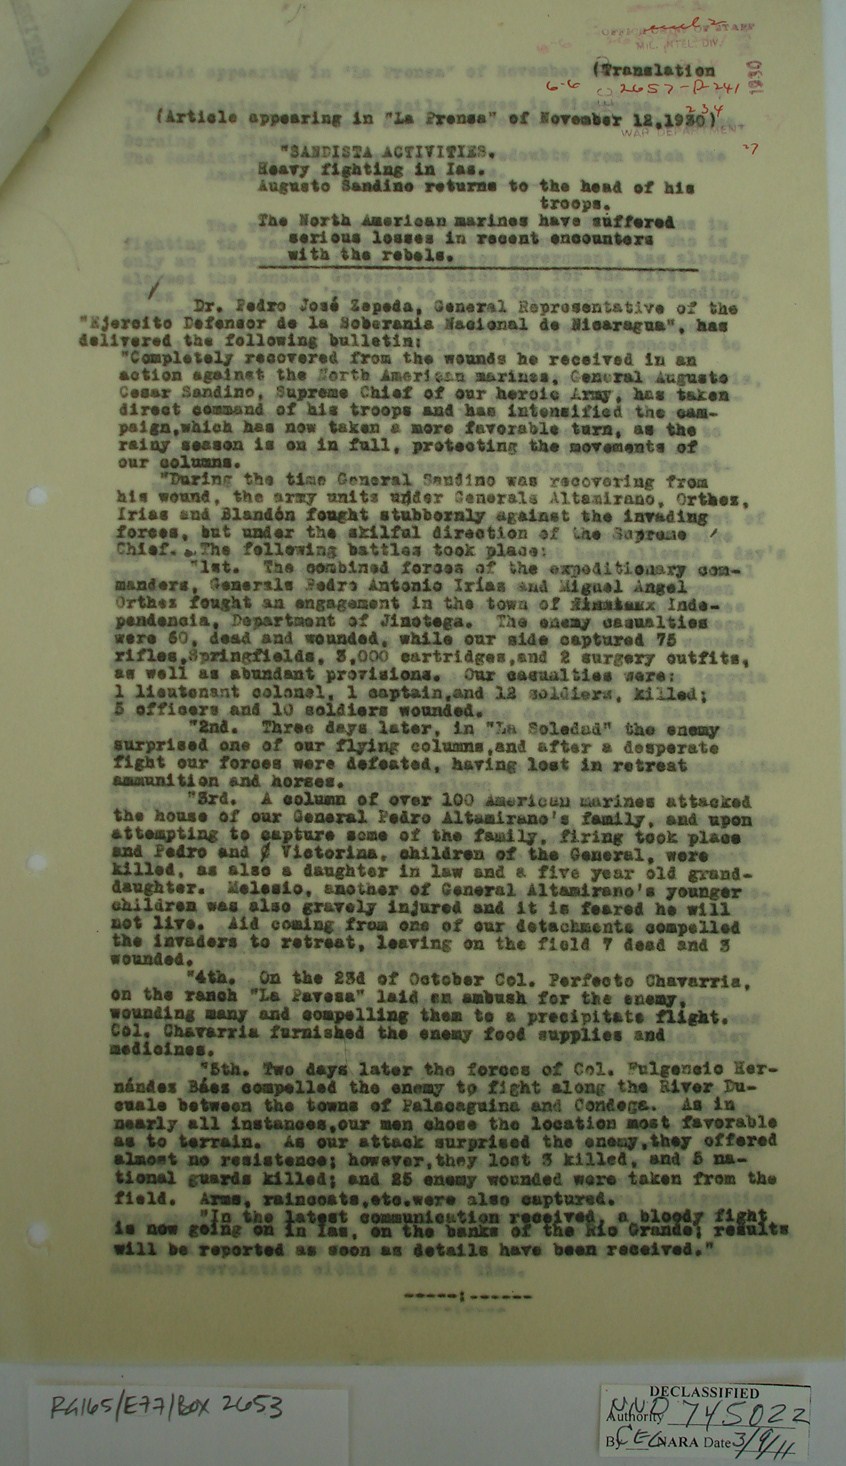 OFFICE CHIEF OF STAFF
MIL. INTEL. DIV.
(Translation
6-6 2657-P-241
234
1930
(Article appearing in "La Prensa" of November 12,1930)
WAR DEPARTMENT
27
"SANDISTA ACTIVITIES.
Heavy fighting in Ias.
Augusto Sandino returns to the head of his
troops.
The North American marines have suffered
serious losses in recent encounters
with the rebels.
Dr. Pedro José Zepeda, General Representative of the
"Ejercito Defensor de la Soberania Nacional de Nicaragua", has
delivered the following bulletin:
"Completely recovered from the wounds he received in an
action against the North American marines, General Augusto
Cesar Sandino, Supreme Chief of our heroic Army, has taken
direct command of his troops and has intensified the cam-
paign,which has now taken a more favorable turn, as the
rainy season is on in full, protecting the movements of
our columns.
"During the time General Sandino was recovering from
his wound, the army units under Generals Altamirano, Orthez,
Irias and Blandón fought stubbornly against the invading
forces, but under the skilful direction of the Supreme
Chief. The following battles took place:
"1st. The combined forces of the expeditionary com-
manders, Generals Pedro Antonio Irias and Miguel Angel
Orthez fought an engagement in the town of Inde-
pendencia, Department of Jinotega. The enemy casualties
were 60, dead and wounded, while our side captured 75
rifles,Springfields, 3,000 cartridges,and 2 surgery outfits,
as well as abundant provisions. Our casualties were:
1 lieutenant colonel, 1 captain,and 12 soldiers, killed;
5 officers and 10 soldiers wounded.
"2nd. Three days later, in "La Soledad" the enemy
surprised one of our flying columns,and after a desperate
fight our forces were defeated, having lost in retreat
ammunition and horses.
"3rd. A column of over 100 American marines attacked
the house of our General Pedro Altamirano's family, and upon
attempting to capture some of the family, firing took place
and Pedro and Victorina, children of the General, were
killed, as also a daughter in law and a five year old grand-
daughter. Melesio, another of General Altamirano's younger
children was also gravely injured and it is feared he will
not live. Aid coming from one of our detachments compelled
the invaders to retreat, leaving on the field 7 dead and 3
wounded.
"4th. On the 23d of October Col. Perfecto Chavarria,
on the ranch "La Pavesa" laid an ambush for the enemy,
wounding many and compelling them to a precipitate flight.
Col. Chavarria furnished the enemy food supplies and
medicines.
"5th. Two days later the forces of Col. Fulgencio Her-
nández Báez compelled the enemy to fight along the River Du-
cuale between the towns of Palacaguina and Condega. As in
nearly all instances,our men chose the location most favorable
as to terrain. As our attack surprised the enemy,they offered
almost no resistence; however,they lost 3 killed, and 5 na-
tional guards killed; and 25 enemy wounded were taken from the
field. Arms, raincoats,etc.were also captured.
"In the latest communication received, a bloody fight
is now going on in Ias, on the banks of the Rio Grande; results
will be reported as soon as details have been received."
-----:------
RG165/E77/BOX 2653
DECLASSIFIED
Authority NND 745022
By CEG NARA Date 3/9/11